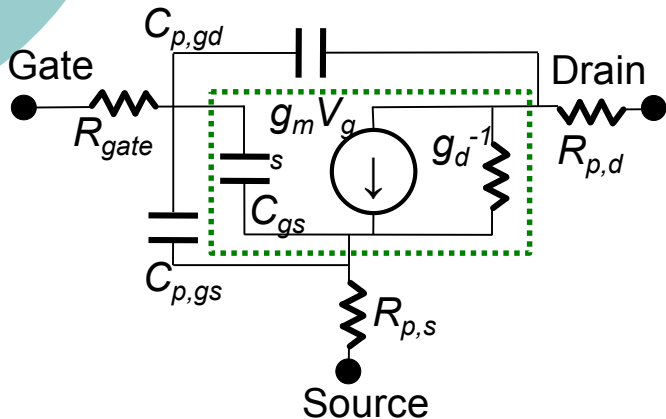 C_{p,gd}
Gate
Drain
R_{gate}
g_mV_g
s
g_d^{-1}
R_{p,d}
C_{gs}
C_{p,gs}
R_{p,s}
Source